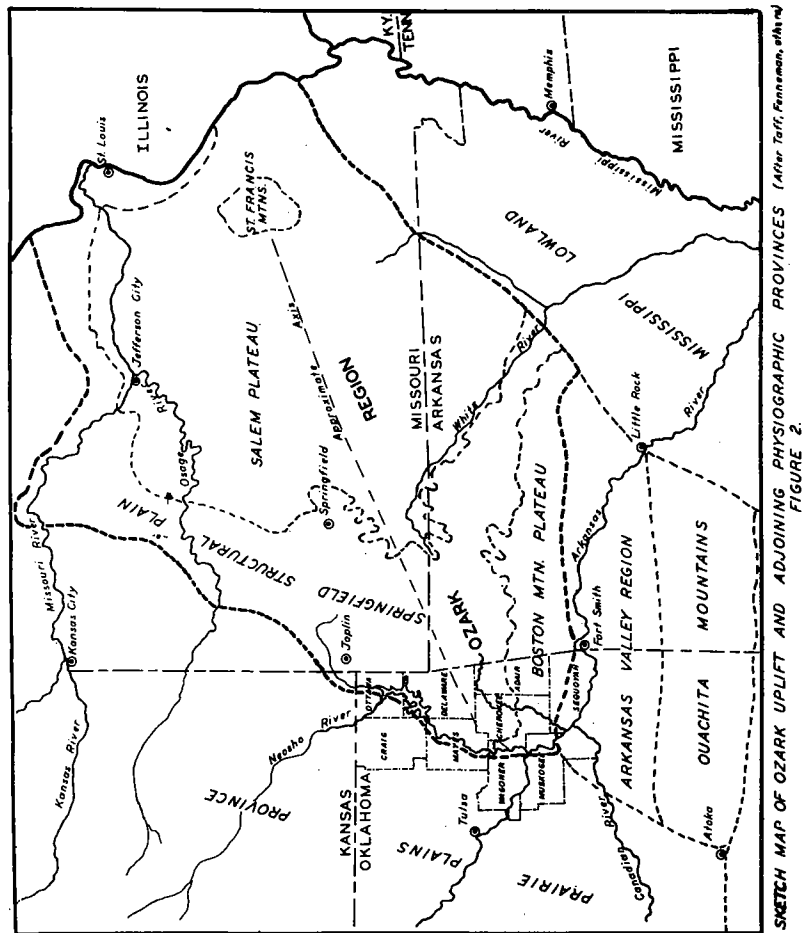 ILLINOIS
St. Louis
KY.
TENN.
Memphis
MISSISSIPPI
Mississippi River
ST. FRANCIS
MTNS.
LOWLAND
MISSISSIPPI
Jefferson City
SALEM PLATEAU
Approximate Axis
REGION
MISSOURI
ARKANSAS
White River
Little Rock
River
Missouri River
Osage River
Springfield
SPRINGFIELD STRUCTURAL PLAIN
OZARK
BOSTON MTN. PLATEAU
Arkansas
Fort Smith
ARKANSAS VALLEY REGION
OUACHITA MOUNTAINS
Kansas City
Kansas River
Joplin
Neosho River
OTTAWA
CRAIG
DELAWARE
MAYES
CHEROKEE
ADAIR
WAGONER
MUSKOGEE
SEQUOYAH
KANSAS
OKLAHOMA
Tulsa
PRAIRIE PLAINS PROVINCE
Canadian River
Atoka
SKETCH MAP OF OZARK UPLIFT AND ADJOINING PHYSIOGRAPHIC PROVINCES (After Taff, Fenneman, others)
FIGURE 2.